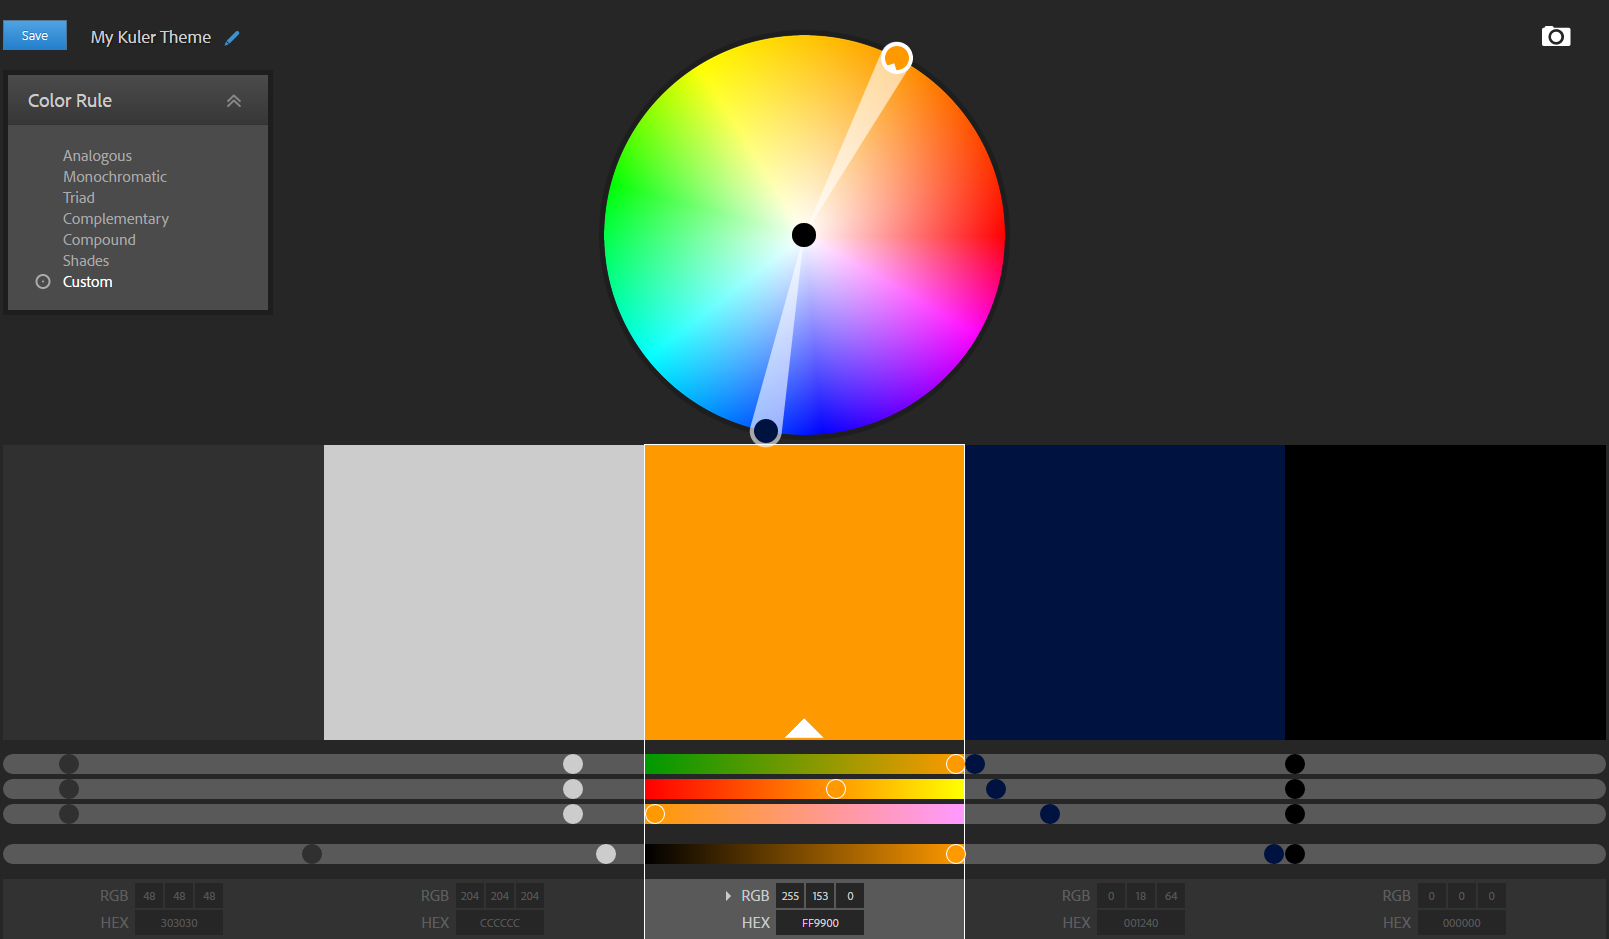 Save
My Kuler Theme
Color Rule
Analogous
Monochromatic
Triad
Complementary
Compound
Shades
Custom
RGB 48 48 48
HEX 303030
RGB 204 204 204
HEX CCCCCC
RGB 255 153 0
HEX FF9900
RGB 0 18 64
HEX 001240
RGB 0 0 0
HEX 000000